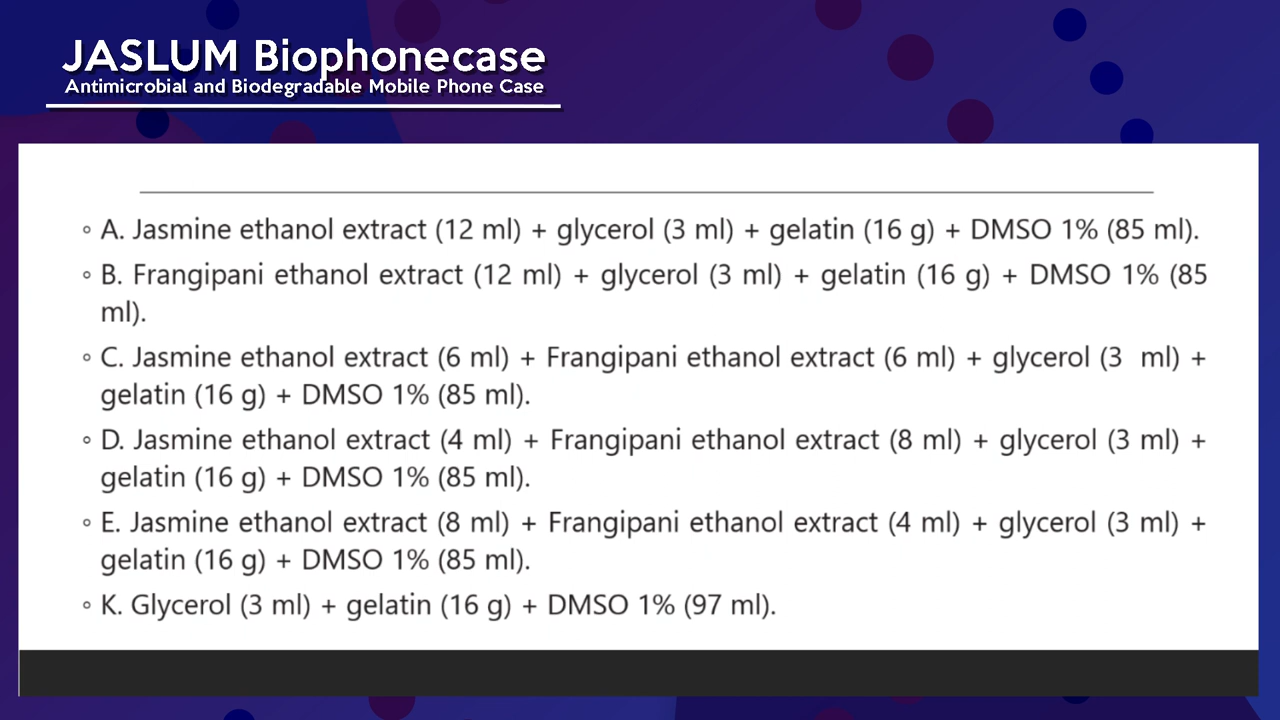 JASLUM Biophonecase
Antimicrobial and Biodegradable Mobile Phone Case
◦ A. Jasmine ethanol extract (12 ml) + glycerol (3 ml) + gelatin (16 g) + DMSO 1% (85 ml).
◦ B. Frangipani ethanol extract (12 ml) + glycerol (3 ml) + gelatin (16 g) + DMSO 1% (85
ml).
◦ C. Jasmine ethanol extract (6 ml) + Frangipani ethanol extract (6 ml) + glycerol (3 ml) +
gelatin (16 g) + DMSO 1% (85 ml).
◦ D. Jasmine ethanol extract (4 ml) + Frangipani ethanol extract (8 ml) + glycerol (3 ml) +
gelatin (16 g) + DMSO 1% (85 ml).
◦ E. Jasmine ethanol extract (8 ml) + Frangipani ethanol extract (4 ml) + glycerol (3 ml) +
gelatin (16 g) + DMSO 1% (85 ml).
◦ K. Glycerol (3 ml) + gelatin (16 g) + DMSO 1% (97 ml).